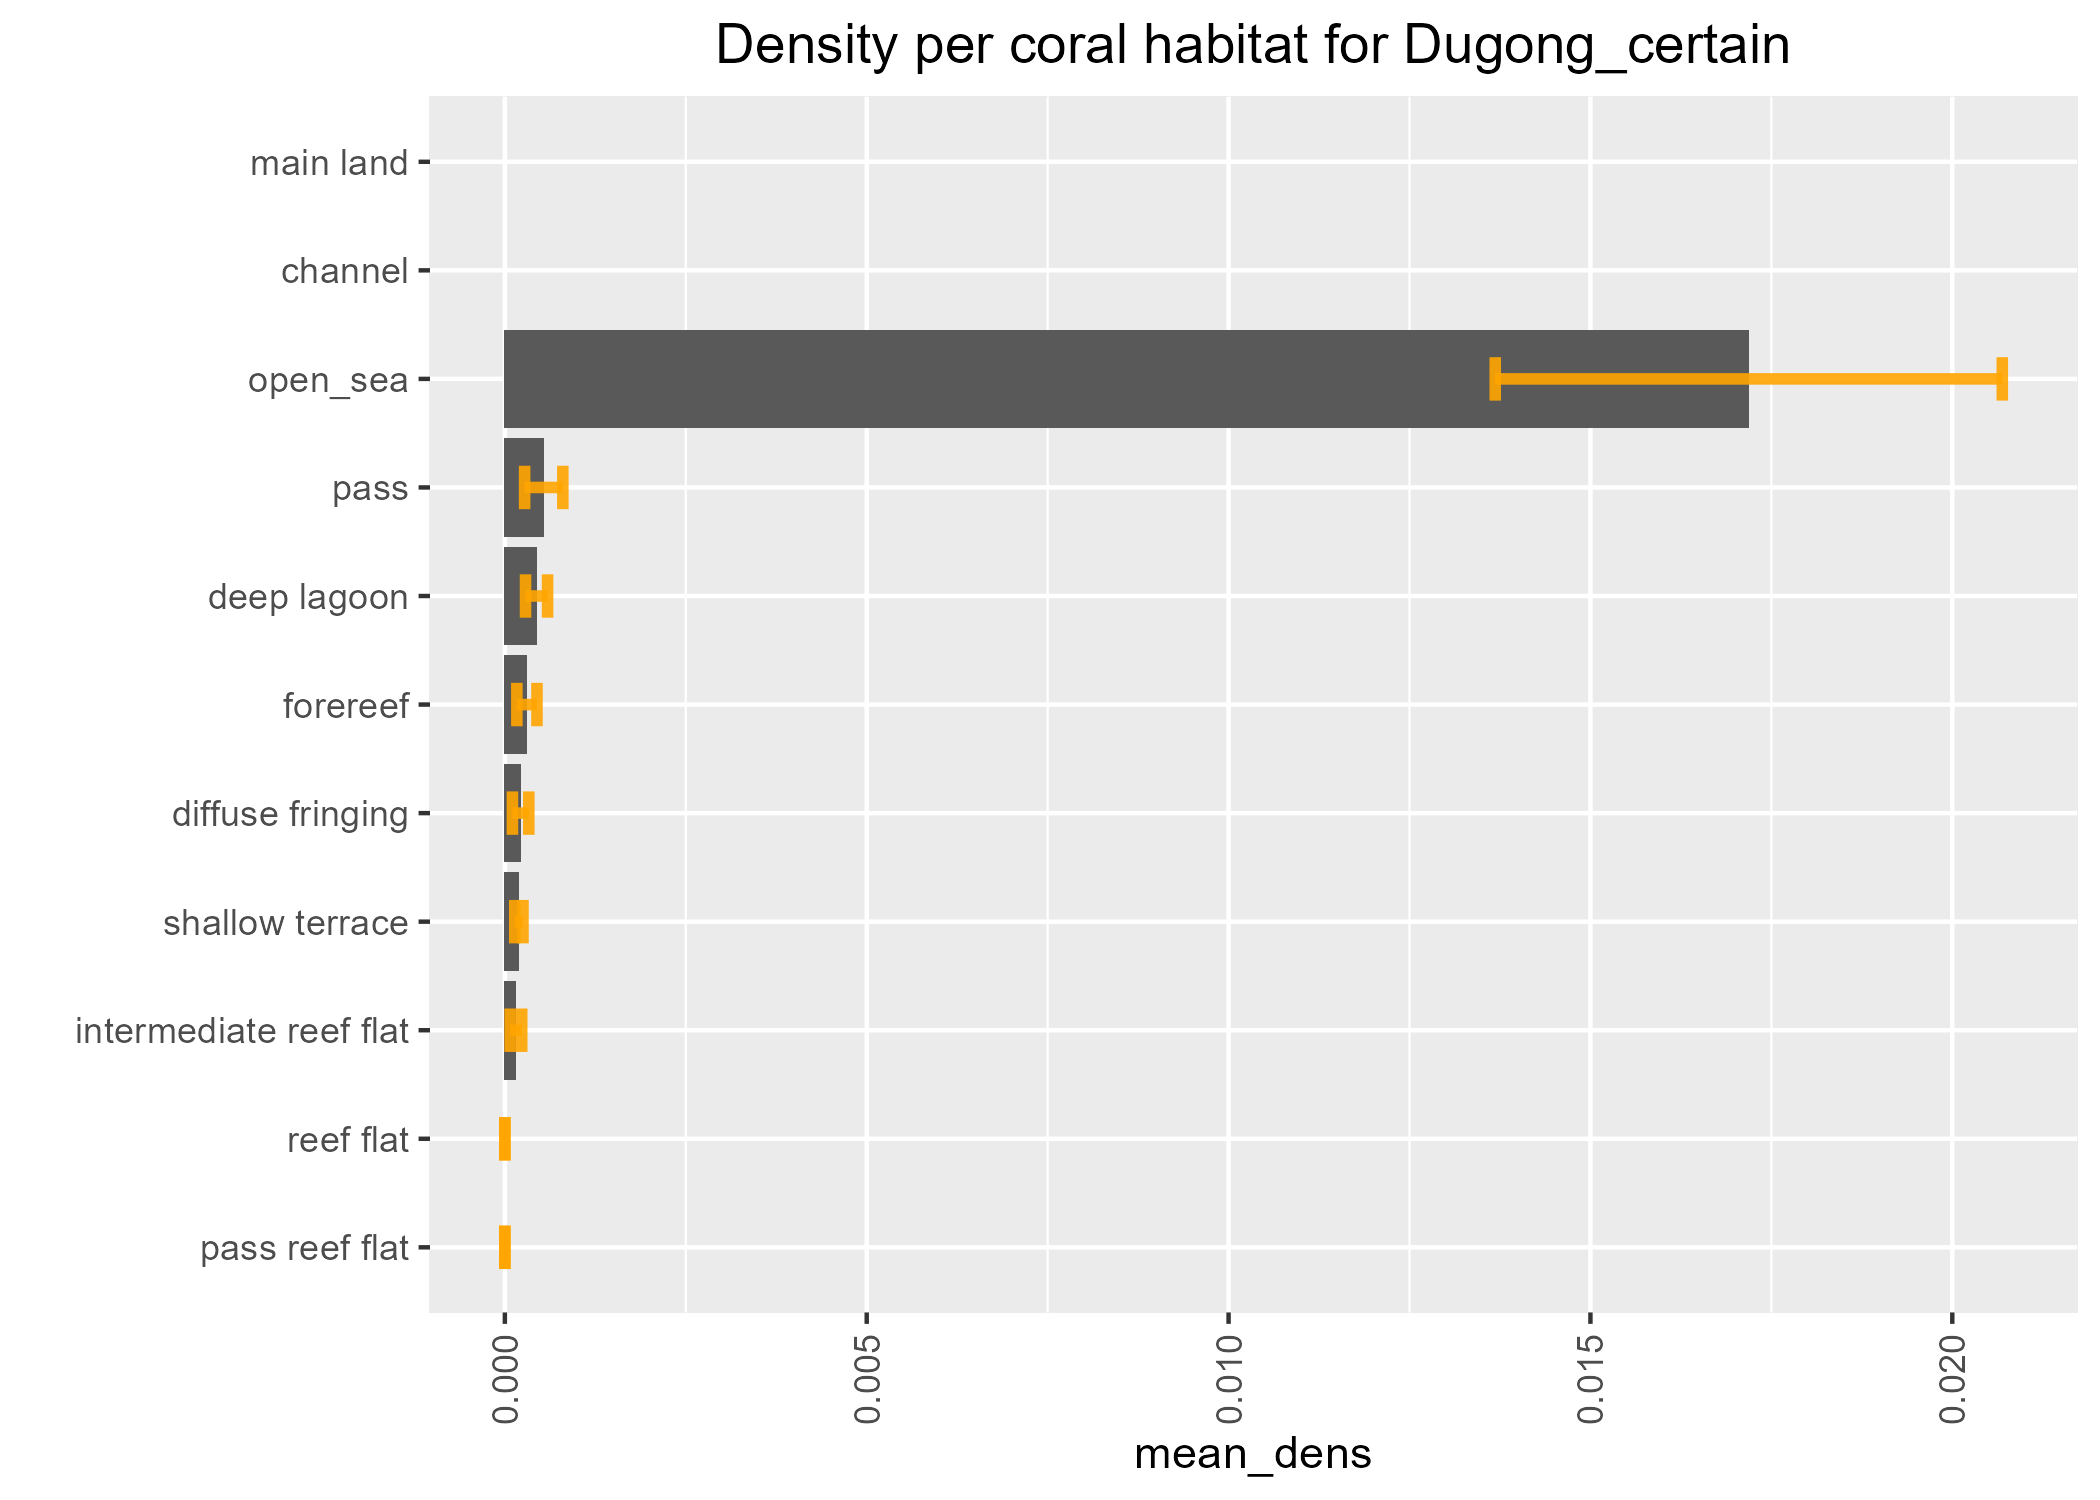 Density per coral habitat for Dugong_certain
main land
channel
open_sea
pass
deep lagoon
forereef
diffuse fringing
shallow terrace
intermediate reef flat
reef flat
pass reef flat
0.000
0.005
0.010
0.015
0.020
mean_dens